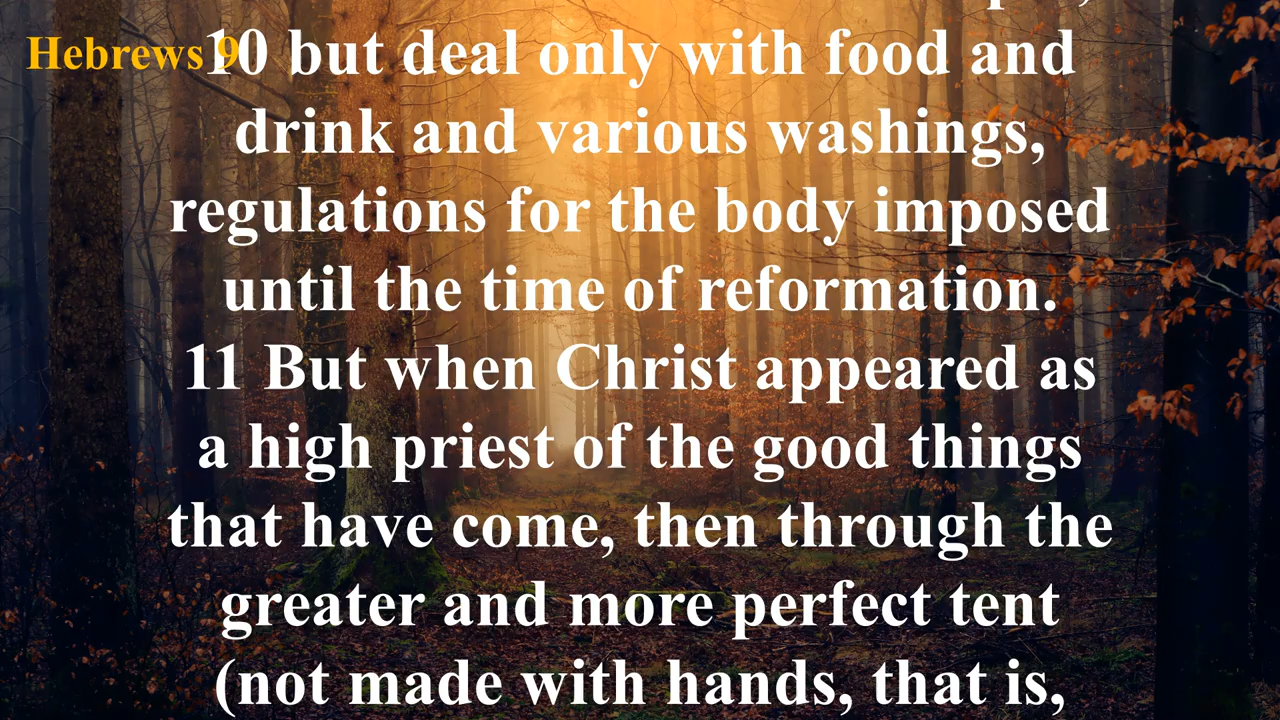 Hebrews 9
10 but deal only with food and
drink and various washings,
regulations for the body imposed
until the time of reformation.
11 But when Christ appeared as
a high priest of the good things
that have come, then through the
greater and more perfect tent
(not made with hands, that is,